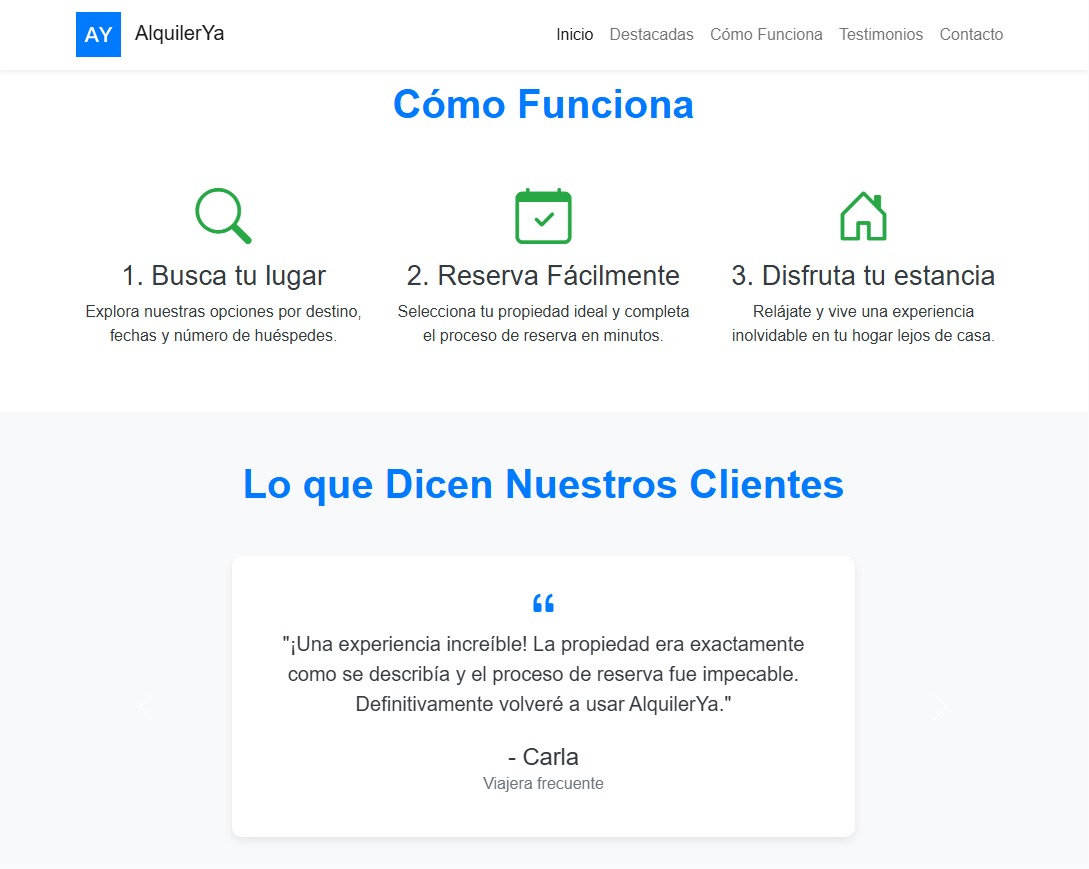 AY AlquilerYa Inicio Destacadas Cómo Funciona Testimonios Contacto
Cómo Funciona
1. Busca tu lugar
Explora nuestras opciones por destino,
fechas y número de huéspedes.
2. Reserva Fácilmente
Selecciona tu propiedad ideal y completa
el proceso de reserva en minutos.
3. Disfruta tu estancia
Relájate y vive una experiencia
inolvidable en tu hogar lejos de casa.
Lo que Dicen Nuestros Clientes
"¡Una experiencia increíble! La propiedad era exactamente
como se describía y el proceso de reserva fue impecable.
Definitivamente volveré a usar AlquilerYa."
- Carla
Viajera frecuente